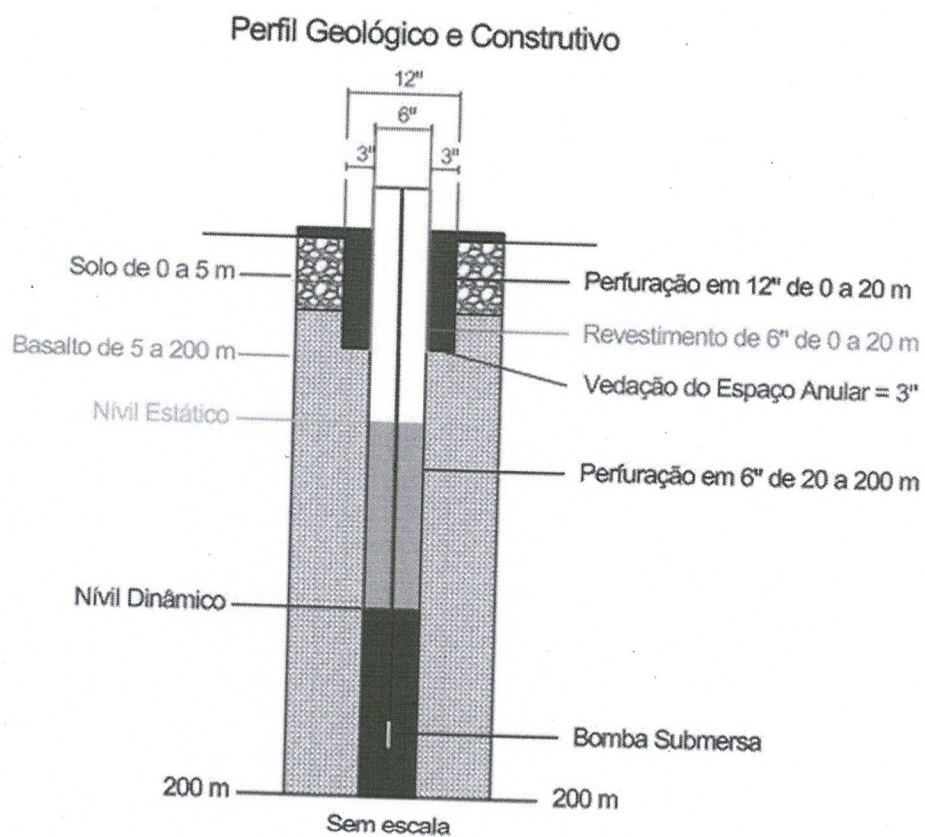 Perfil Geológico e Construtivo
12"
6"
3" 3"
Solo de 0 a 5 m
Perfuração em 12" de 0 a 20 m
Revestimento de 6" de 0 a 20 m
Basalto de 5 a 200 m
Vedação do Espaço Anular = 3"
Nívil Estático
Perfuração em 6" de 20 a 200 m
Nívil Dinâmico
Bomba Submersa
200 m 200 m
Sem escala